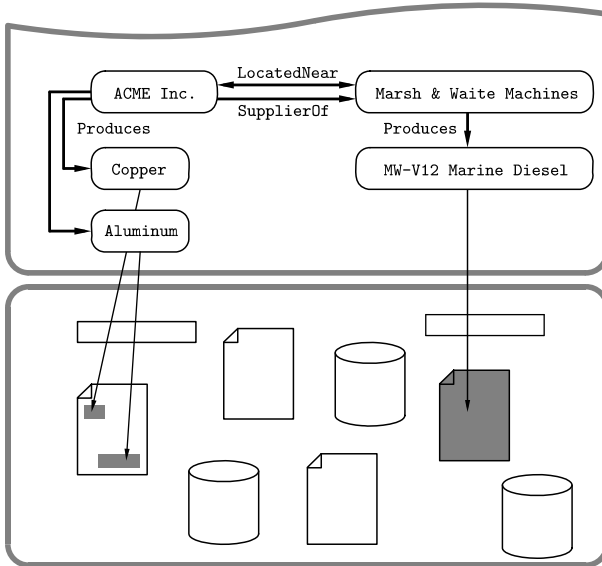 LocatedNear
ACME Inc.
Marsh & Waite Machines
SupplierOf
Produces
Produces
Copper
MW-V12 Marine Diesel
Aluminum